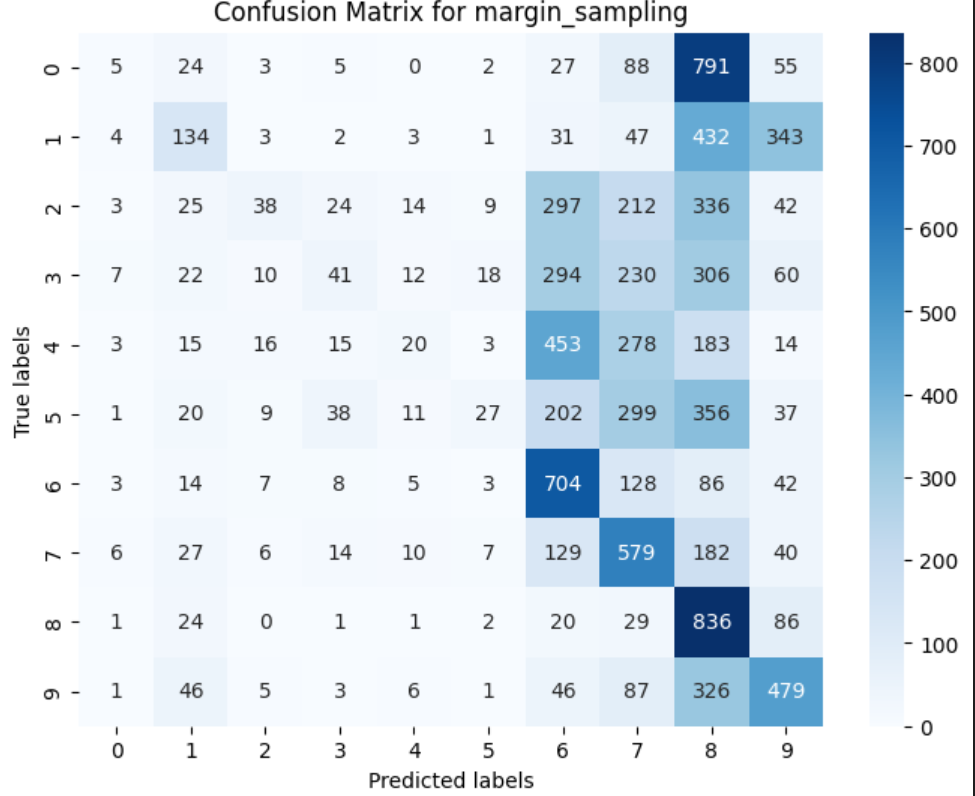 Confusion Matrix for margin_sampling
0 5 24 3 5 0 2 27 88 791 55
1 4 134 3 2 3 1 31 47 432 343
2 3 25 38 24 14 9 297 212 336 42
3 7 22 10 41 12 18 294 230 306 60
4 3 15 16 15 20 3 453 278 183 14
5 1 20 9 38 11 27 202 299 356 37
6 3 14 7 8 5 3 704 128 86 42
7 6 27 6 14 10 7 129 579 182 40
8 1 24 0 1 1 2 20 29 836 86
9 1 46 5 3 6 1 46 87 326 479
0 1 2 3 4 5 6 7 8 9
Predicted labels
True labels
800
700
600
500
400
300
200
100
0